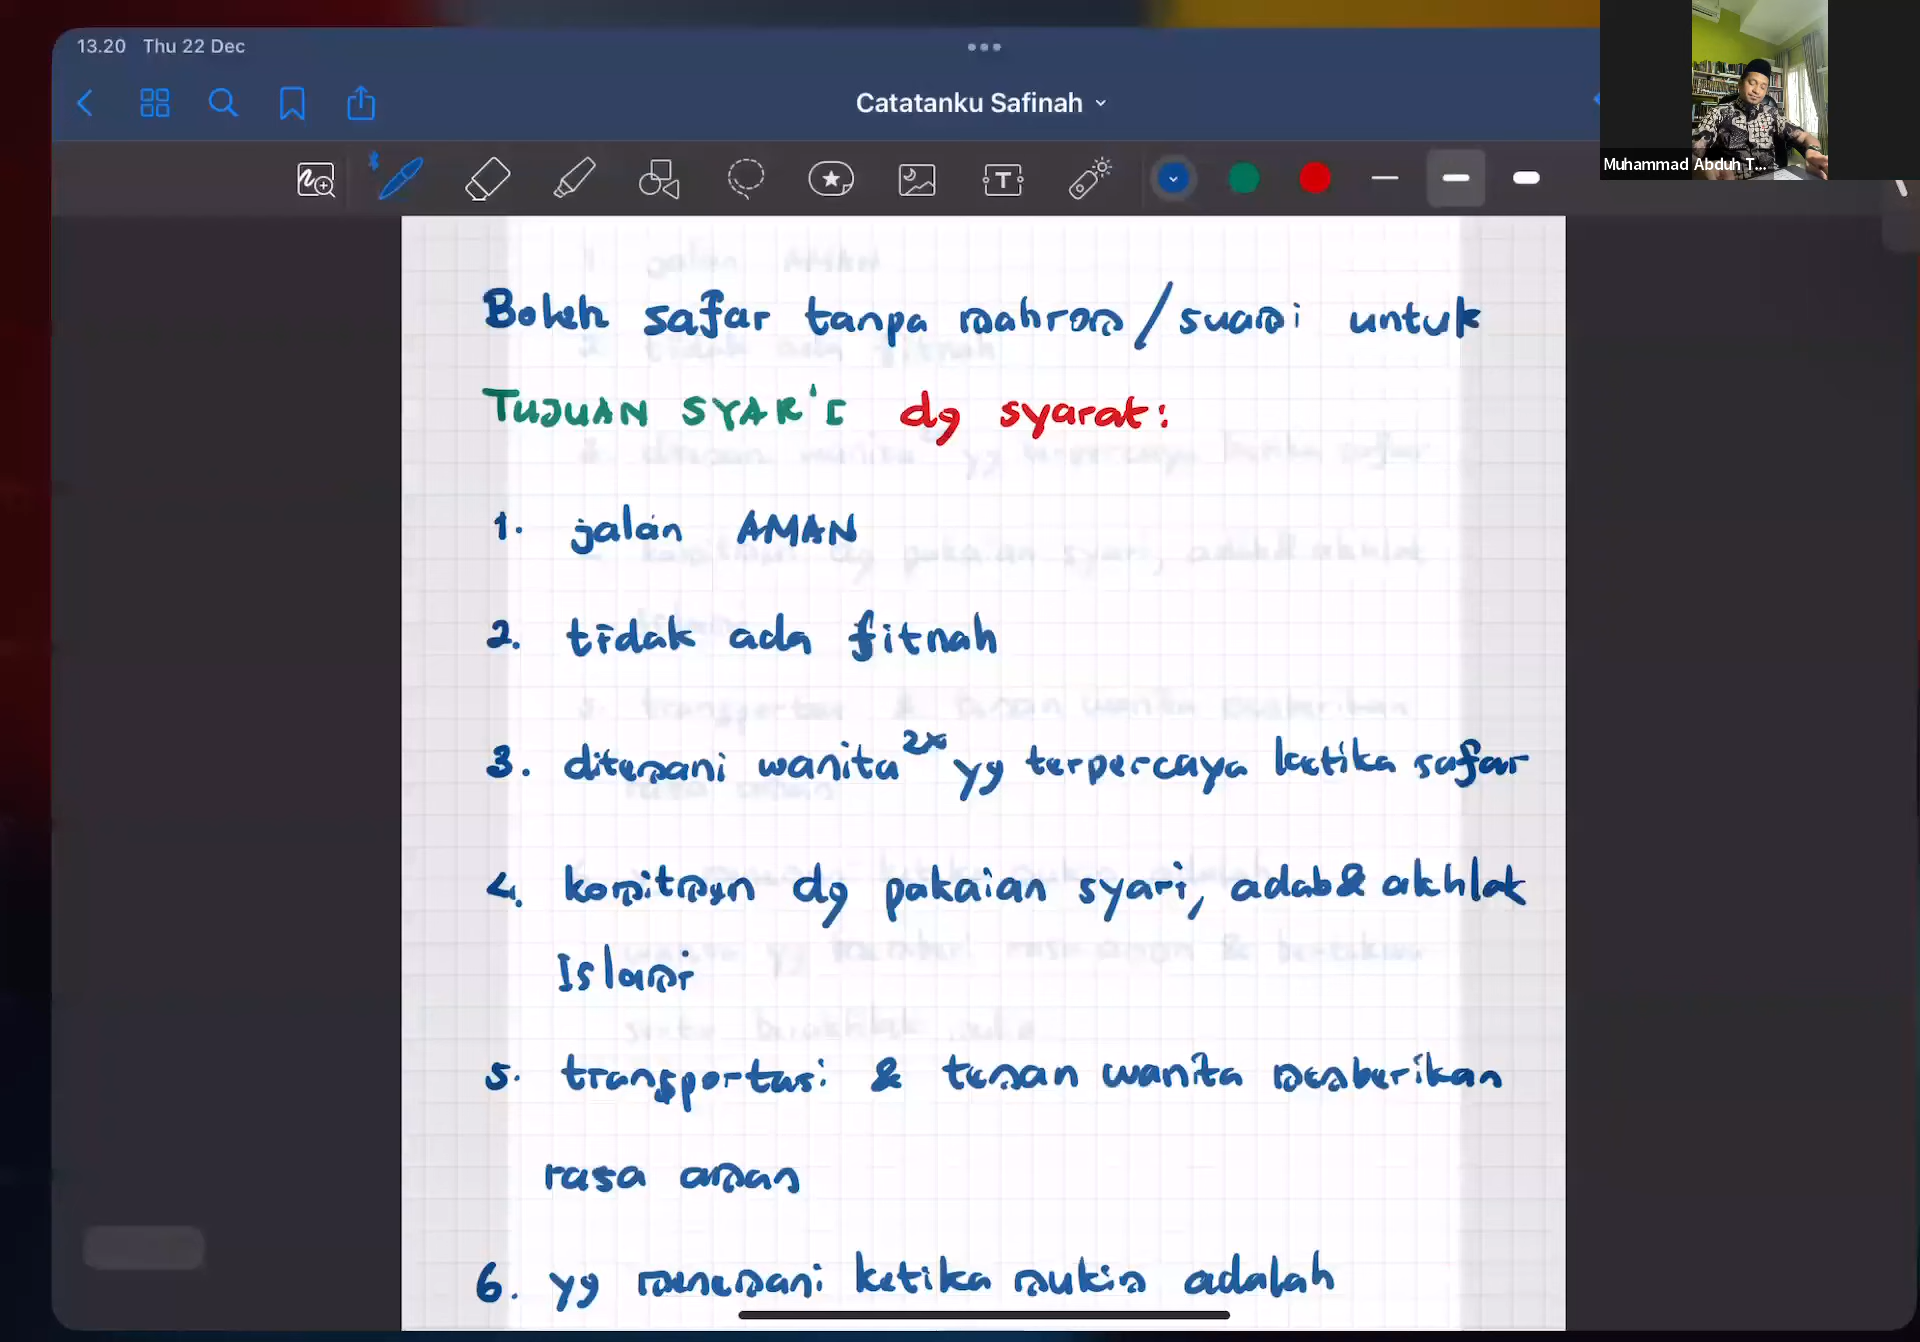 13.20 Thu 22 Dec
Catatanku Safinah
Muhammad Abduh T...
Boleh safar tanpa mahrom/suami untuk
TUJUAN SYAR'I dg syarat:
1. jalan AMAN
2. tidak ada fitnah
3. ditemani wanita2x yg terpercaya ketika safar
4. komitmen dg pakaian syari, adab & akhlak
Islami
5. transportasi & teman wanita memberikan
rasa aman
6. yg menemani ketika mukim adalah